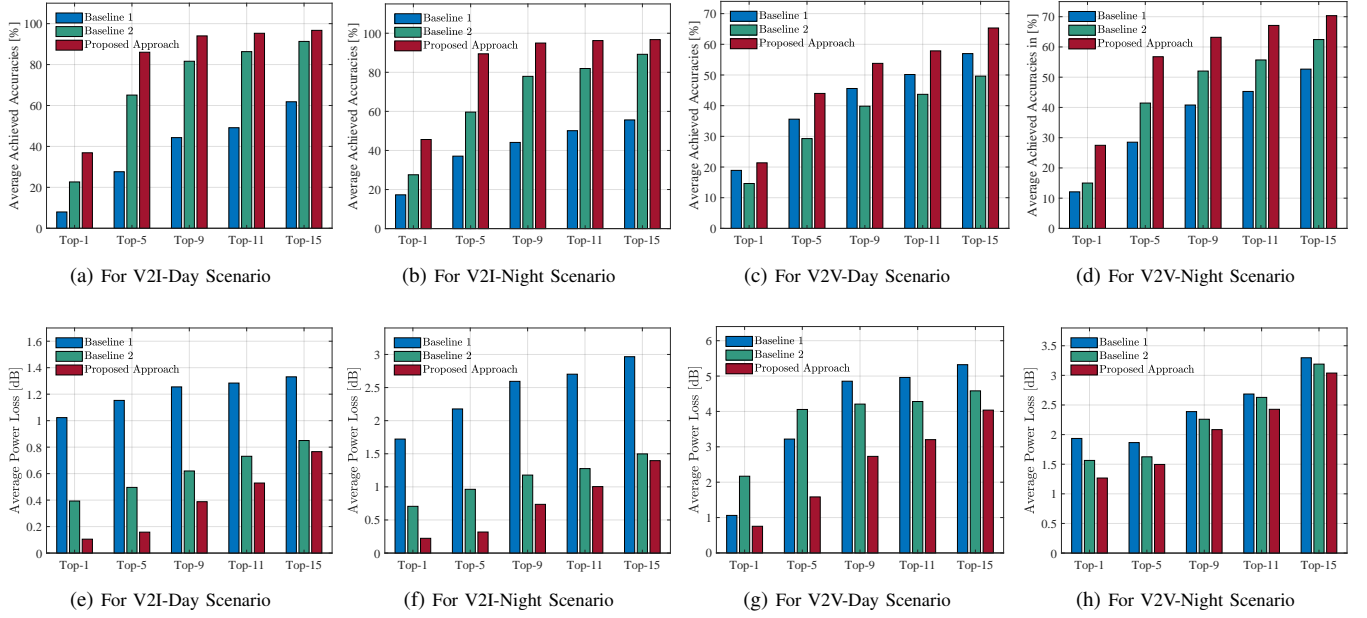 Average Achieved Accuracies [%]
100
80
60
40
20
0
Baseline 1
Baseline 2
Proposed Approach
Top-1 Top-5 Top-9 Top-11 Top-15
(a) For V2I-Day Scenario
Average Achieved Accuracies [%]
100
80
60
40
20
0
Baseline 1
Baseline 2
Proposed Approach
Top-1 Top-5 Top-9 Top-11 Top-15
(b) For V2I-Night Scenario
Average Achieved Accuracies [%]
70
60
50
40
30
20
10
0
Baseline 1
Baseline 2
Proposed Approach
Top-1 Top-5 Top-9 Top-11 Top-15
(c) For V2V-Day Scenario
Average Achieved Accuracies in [%]
70
60
50
40
30
20
10
0
Baseline 1
Baseline 2
Proposed Approach
Top-1 Top-5 Top-9 Top-11 Top-15
(d) For V2V-Night Scenario
Average Power Loss [dB]
1.6
1.4
1.2
1
0.8
0.6
0.4
0.2
0
Baseline 1
Baseline 2
Proposed Approach
Top-1 Top-5 Top-9 Top-11 Top-15
(e) For V2I-Day Scenario
Average Power Loss [dB]
3
2.5
2
1.5
1
0.5
0
Baseline 1
Baseline 2
Proposed Approach
Top-1 Top-5 Top-9 Top-11 Top-15
(f) For V2I-Night Scenario
Average Power Loss [dB]
6
5
4
3
2
1
0
Baseline 1
Baseline 2
Proposed Approach
Top-1 Top-5 Top-9 Top-11 Top-15
(g) For V2V-Day Scenario
Average Power Loss [dB]
3.5
3
2.5
2
1.5
1
0.5
0
Baseline 1
Baseline 2
Proposed Approach
Top-1 Top-5 Top-9 Top-11 Top-15
(h) For V2V-Night Scenario